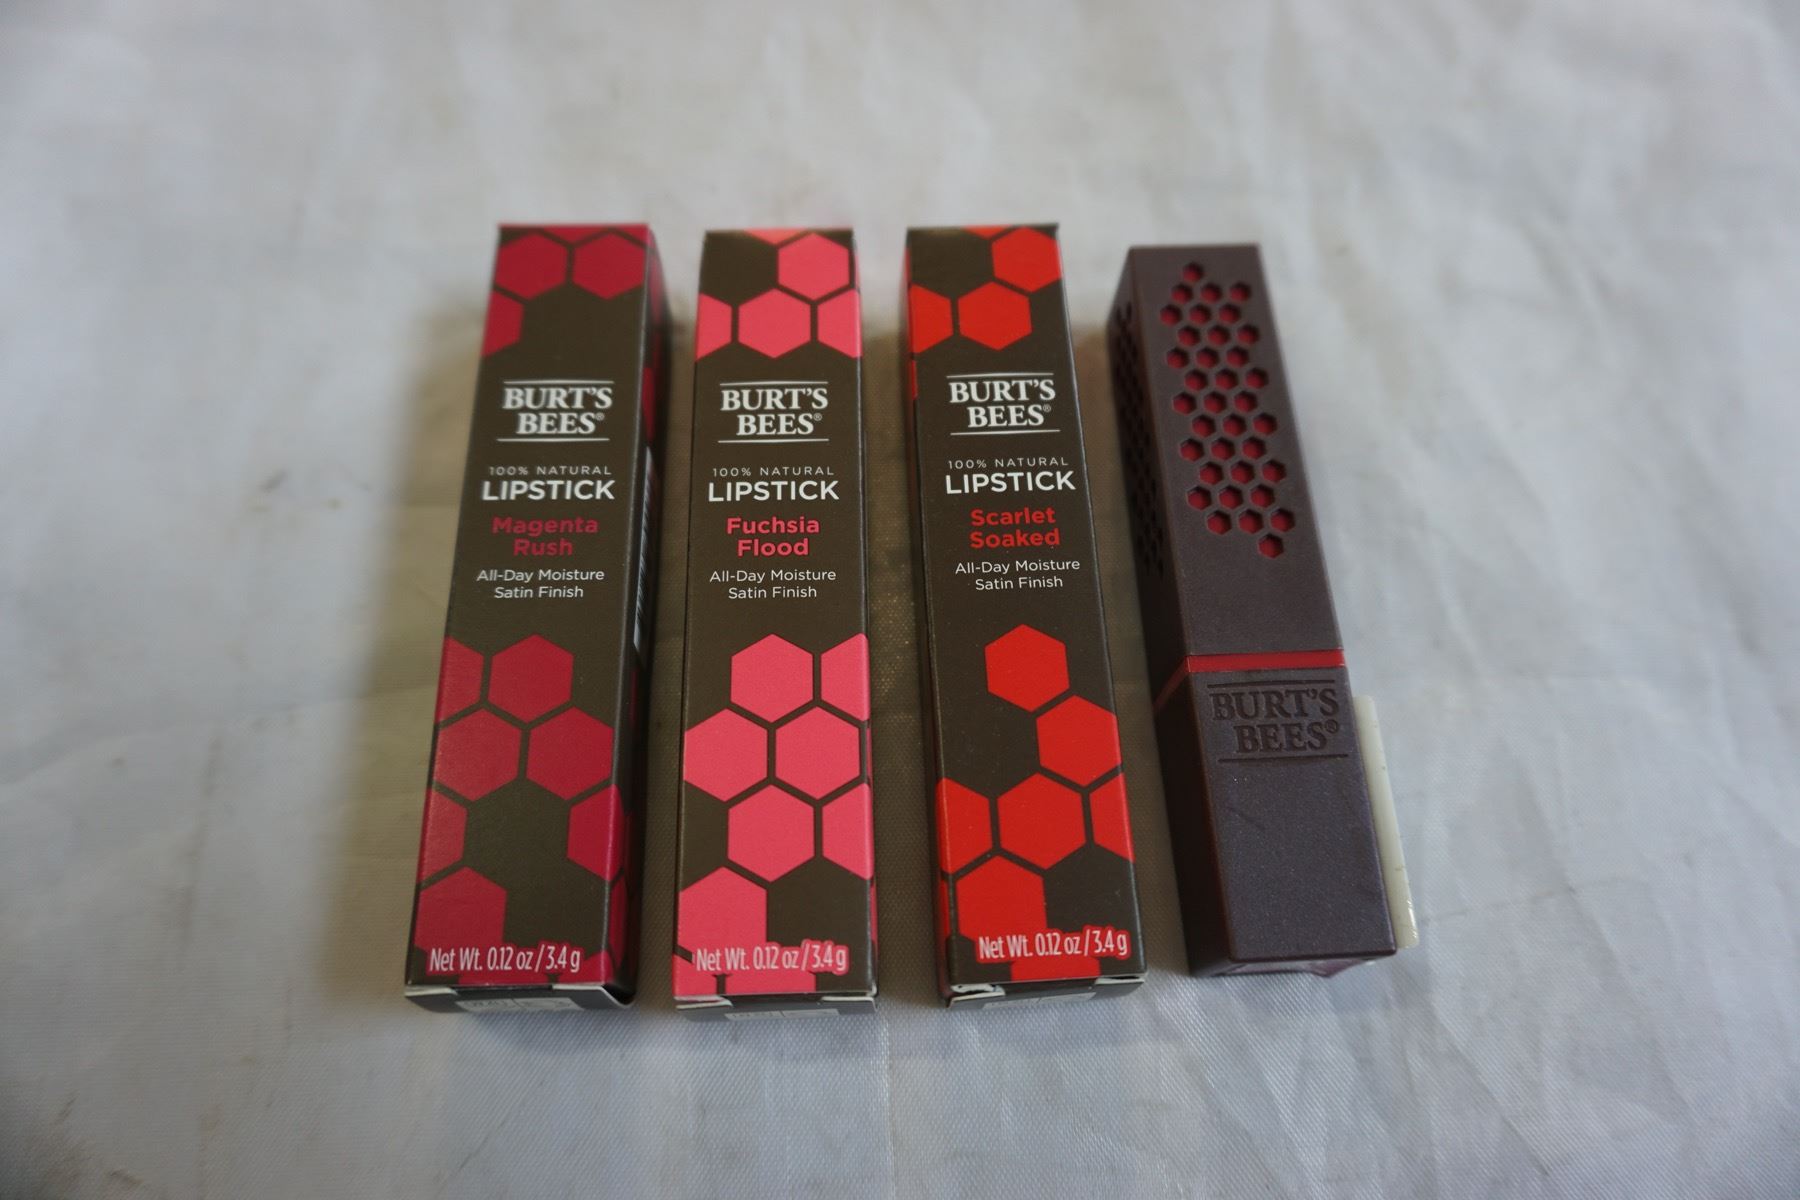 BURT'S
BEES®
100% NATURAL
LIPSTICK
Magenta
Rush
All-Day Moisture
Satin Finish
Net Wt. 0.12 oz / 3.4 g
BURT'S
BEES®
100% NATURAL
LIPSTICK
Fuchsia
Flood
All-Day Moisture
Satin Finish
Net Wt. 0.12 oz / 3.4 g
BURT'S
BEES®
100% NATURAL
LIPSTICK
Scarlet
Soaked
All-Day Moisture
Satin Finish
Net Wt. 0.12 oz / 3.4 g
BURT'S
BEES®